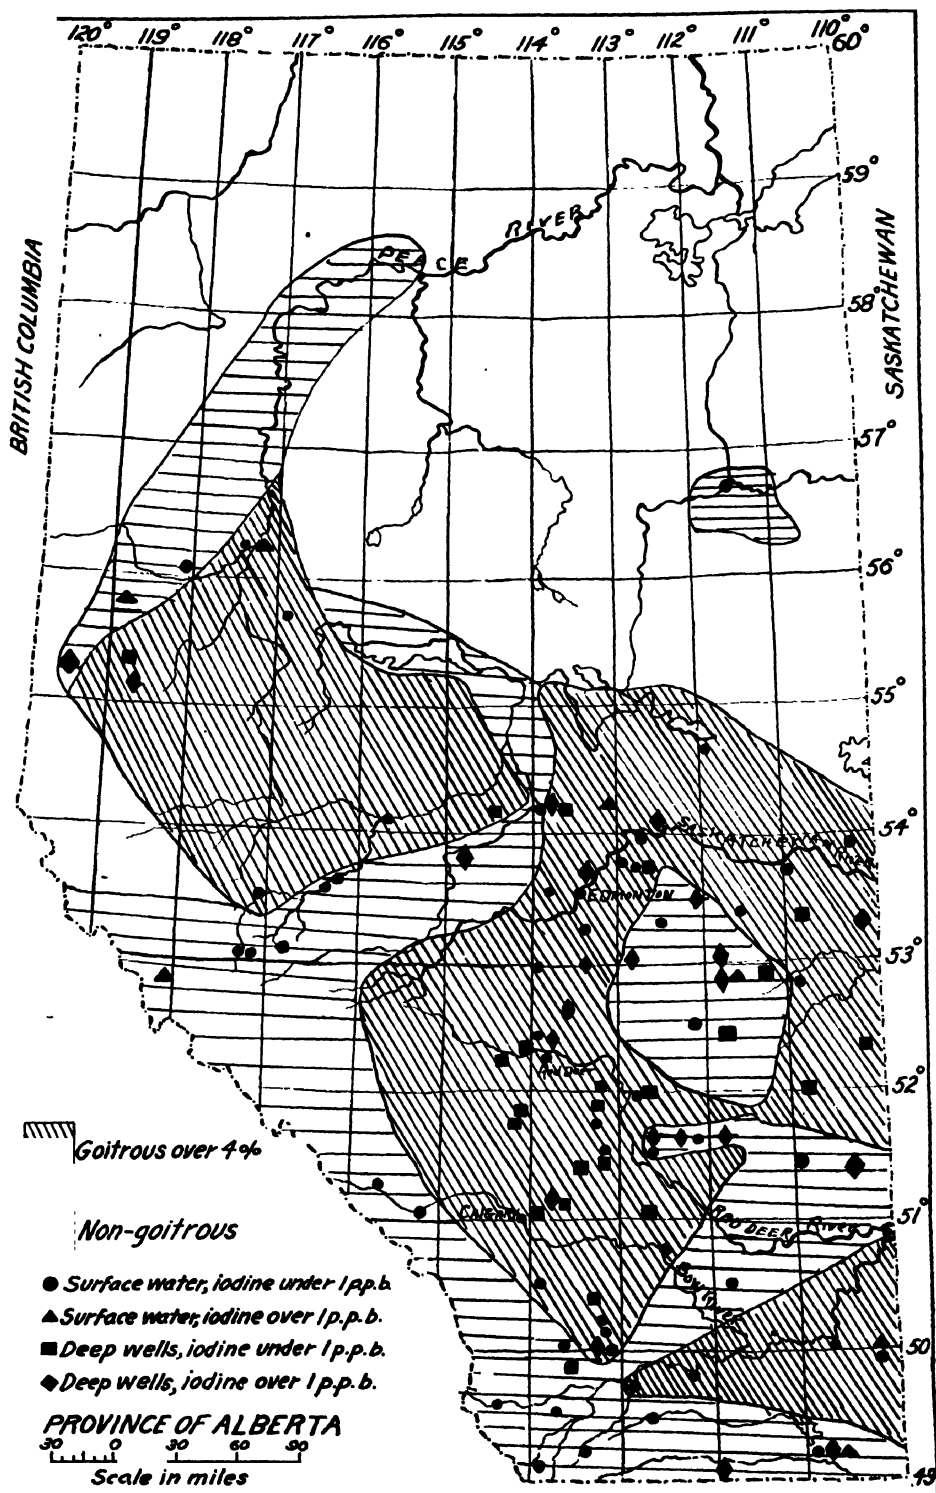 120° 119° 118° 117° 116° 115° 114° 113° 112° 111° 110°
60°
59°
RIVER
PEACE
58°
BRITISH COLUMBIA
SASKATCHEWAN
57°
56°
55°
54°
SASKATCHEWAN
River
EDMONTON
53°
Red Deer
52°
Goitrous over 4%
Calgary
51°
RED DEER River
Non-goitrous
Bow River
Surface water, iodine under 1 p.p.b.
Surface water, iodine over 1 p.p.b.
Deep wells, iodine under 1 p.p.b.
50°
Deep wells, iodine over 1 p.p.b.
PROVINCE OF ALBERTA
30 0 30 60 90
Scale in miles
49